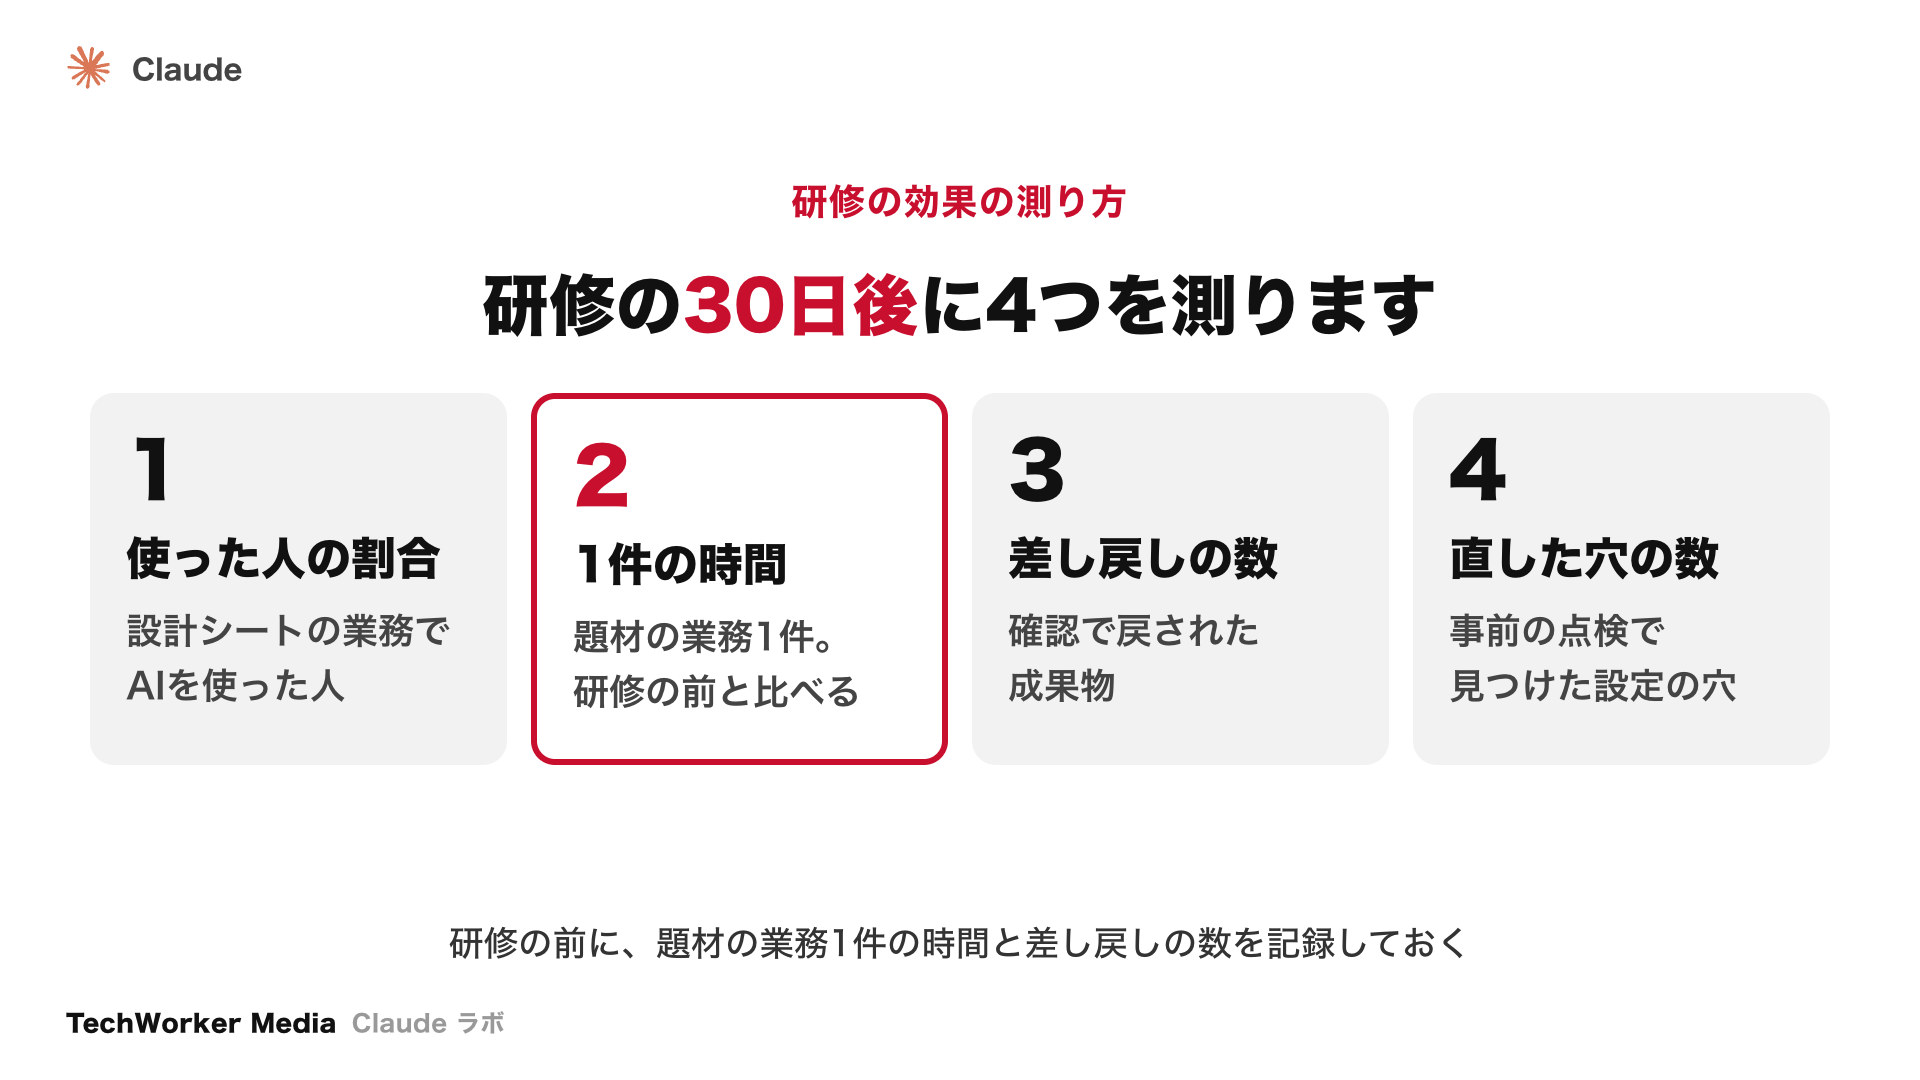 Claude
研修の効果の測り方
研修の30日後に4つを測ります
1
使った人の割合
設計シートの業務で
AIを使った人
2
1件の時間
題材の業務1件。
研修の前と比べる
3
差し戻しの数
確認で戻された
成果物
4
直した穴の数
事前の点検で
見つけた設定の穴
研修の前に、題材の業務1件の時間と差し戻しの数を記録しておく
TechWorker Media Claude ラボ